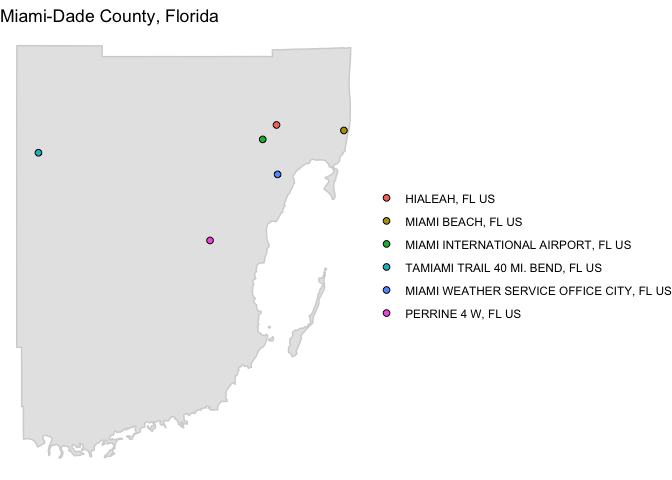 Miami-Dade County, Florida
HIALEAH, FL US
MIAMI BEACH, FL US
MIAMI INTERNATIONAL AIRPORT, FL US
TAMIAMI TRAIL 40 MI. BEND, FL US
MIAMI WEATHER SERVICE OFFICE CITY, FL US
PERRINE 4 W, FL US